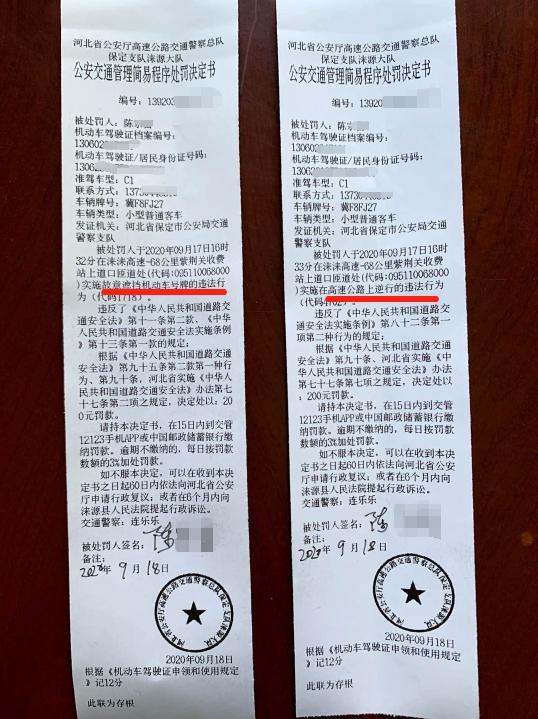 河北省公安厅高速公路交通警察总队
保定支队涞源大队
公安交通管理简易程序处罚决定书
编号：139203
被处罚人：陈
机动车驾驶证档案编号：
130602
机动车驾驶证/居民身份证号码：
1306
准驾车型：C1
联系方式：1373
车辆牌号：冀F8FJ27
车辆类型：小型普通客车
发证机关：河北省保定市公安局交通
警察支队
被处罚人于2020年09月17日16时
32分在涞涞高速-68公里紫荆关收费
站上道口匝道处(代码:095110068000
)实施故意遮挡机动车号牌的违法行
为（代码1718）。
违反了《中华人民共和国道路交通
安全法》第十一条第二款、《中华
人民共和国道路交通安全法实施条例》
第十三条第一款的规定；
根据《中华人民共和国道路交通
安全法》第九十五条第二款第一种行
为、第九十条，河北省实施《中华
人民共和国道路交通安全法》办法第七
十七条第二项之规定，决定处以：20
0元罚款。
请持本决定书，在15日内到交管
12123手机APP或中国邮政储蓄银行缴
纳罚款。逾期不缴纳的，每日按罚款
数额的3%加处罚款。
如不服本决定，可以在收到本决
定书之日起60日内依法向河北省公安
厅申请行政复议；或者在6个月内向
涞源县人民法院提起行政诉讼。
交通警察：连乐乐
被处罚人签名：
备注：
2020年9月18日
2020年09月18日
根据《机动车驾驶证申领和使用规定
》记12分
此联为存根
河北省公安厅高速公路交通警察总队
保定支队涞源大队
公安交通管理简易程序处罚决定书
编号：13920
被处罚人：陈
机动车驾驶证档案编号：
130602
机动车驾驶证/居民身份证号码：
130
准驾车型：C1
联系方式：1373
车辆牌号：冀F8FJ27
车辆类型：小型普通客车
发证机关：河北省保定市公安局交通
警察支队
被处罚人于2020年09月17日16时
33分在涞涞高速-68公里紫荆关收费
站上道口匝道处(代码:095110068000
)实施在高速公路上逆行的违法行为
（代码4702）。
违反了《中华人民共和国道路交通
安全法实施条例》第八十二条第一
项第二种行为的规定；
根据《中华人民共和国道路交通
安全法》第九十条、河北省实施《中
华人民共和国道路交通安全法》办法
第七十七条第七项之规定，决定处以
：200元罚款。
请持本决定书，在15日内到交管
12123手机APP或中国邮政储蓄银行缴
纳罚款。逾期不缴纳的，每日按罚款
数额的3%加处罚款。
如不服本决定，可以在收到本决
定书之日起60日内依法向河北省公安
厅申请行政复议；或者在6个月内向
涞源县人民法院提起行政诉讼。
交通警察：连乐乐
被处罚人签名：
备注：
2020年9月18日
2020年09月18日
根据《机动车驾驶证申领和使用规定
》记12分
此联为存根